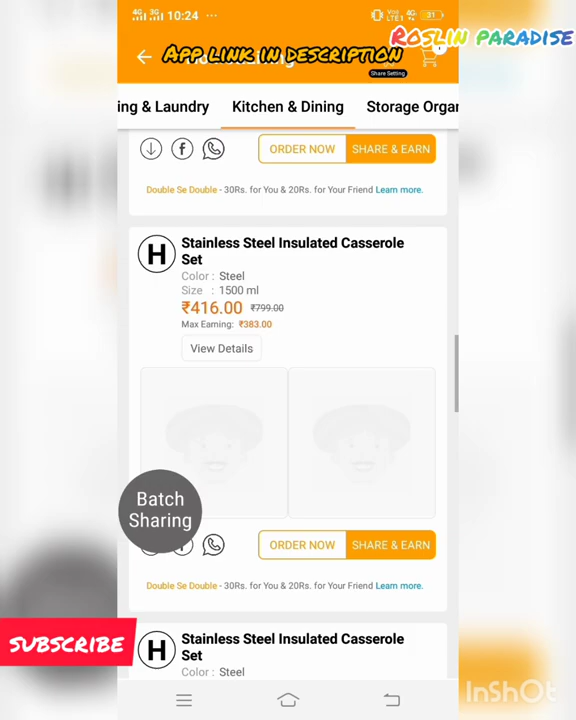 10:24
31
Roslin paradise
App link in description
Share Setting
ing & Laundry
Kitchen & Dining
Storage Organ
ORDER NOW
SHARE & EARN
Double Se Double - 30Rs. for You & 20Rs. for Your Friend Learn more.
H
Stainless Steel Insulated Casserole
Set
Color : Steel
Size : 1500 ml
₹416.00 ₹799.00
Max Earning: ₹383.00
View Details
Batch
Sharing
ORDER NOW
SHARE & EARN
Double Se Double - 30Rs. for You & 20Rs. for Your Friend Learn more.
SUBSCRIBE
H
Stainless Steel Insulated Casserole
Set
Color : Steel
InShOt